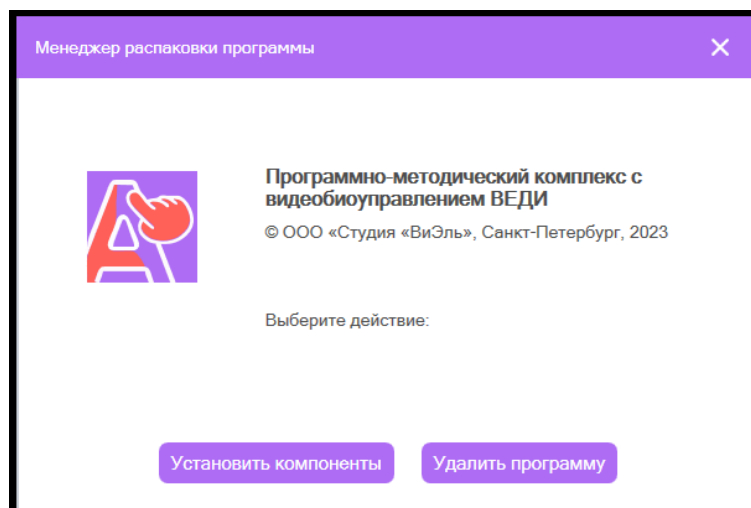 Менеджер распаковки программы
Программно-методический комплекс с
видеобиоуправлением ВЕДИ
© ООО «Студия «ВиЭль», Санкт-Петербург, 2023
Выберите действие:
Установить компоненты
Удалить программу